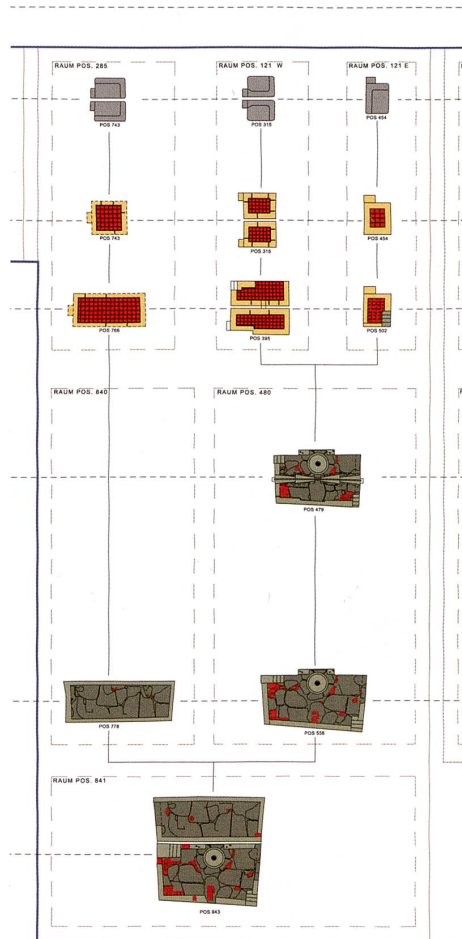 RAUM POS. 285
RAUM POS. 121 W
RAUM POS. 121 E
POS 743
POS 315
POS 454
POS 743
POS 315
POS 454
POS 766
POS 385
POS 502
RAUM POS. 840
RAUM POS. 480
POS 479
POS 778
POS 558
RAUM POS. 841
POS 843